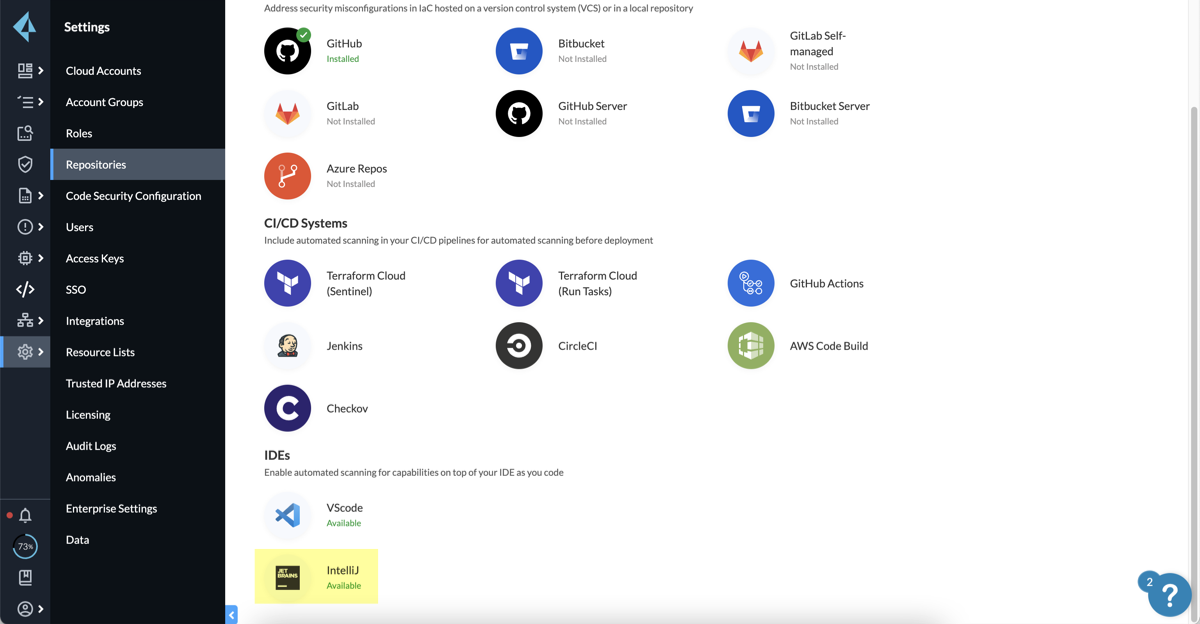 Settings
Cloud Accounts
Account Groups
Roles
Repositories
Code Security Configuration
Users
Access Keys
SSO
Integrations
Resource Lists
Trusted IP Addresses
Licensing
Audit Logs
Anomalies
Enterprise Settings
Data
73%
Address security misconfigurations in IaC hosted on a version control system (VCS) or in a local repository
GitHub
Installed
Bitbucket
Not Installed
GitLab Self-
managed
Not Installed
GitLab
Not Installed
GitHub Server
Not Installed
Bitbucket Server
Not Installed
Azure Repos
Not Installed
CI/CD Systems
Include automated scanning in your CI/CD pipelines for automated scanning before deployment
Terraform Cloud
(Sentinel)
Terraform Cloud
(Run Tasks)
GitHub Actions
Jenkins
CircleCI
AWS Code Build
Checkov
IDEs
Enable automated scanning for capabilities on top of your IDE as you code
VScode
Available
JET
BRAINS
IntelliJ
Available
2
?